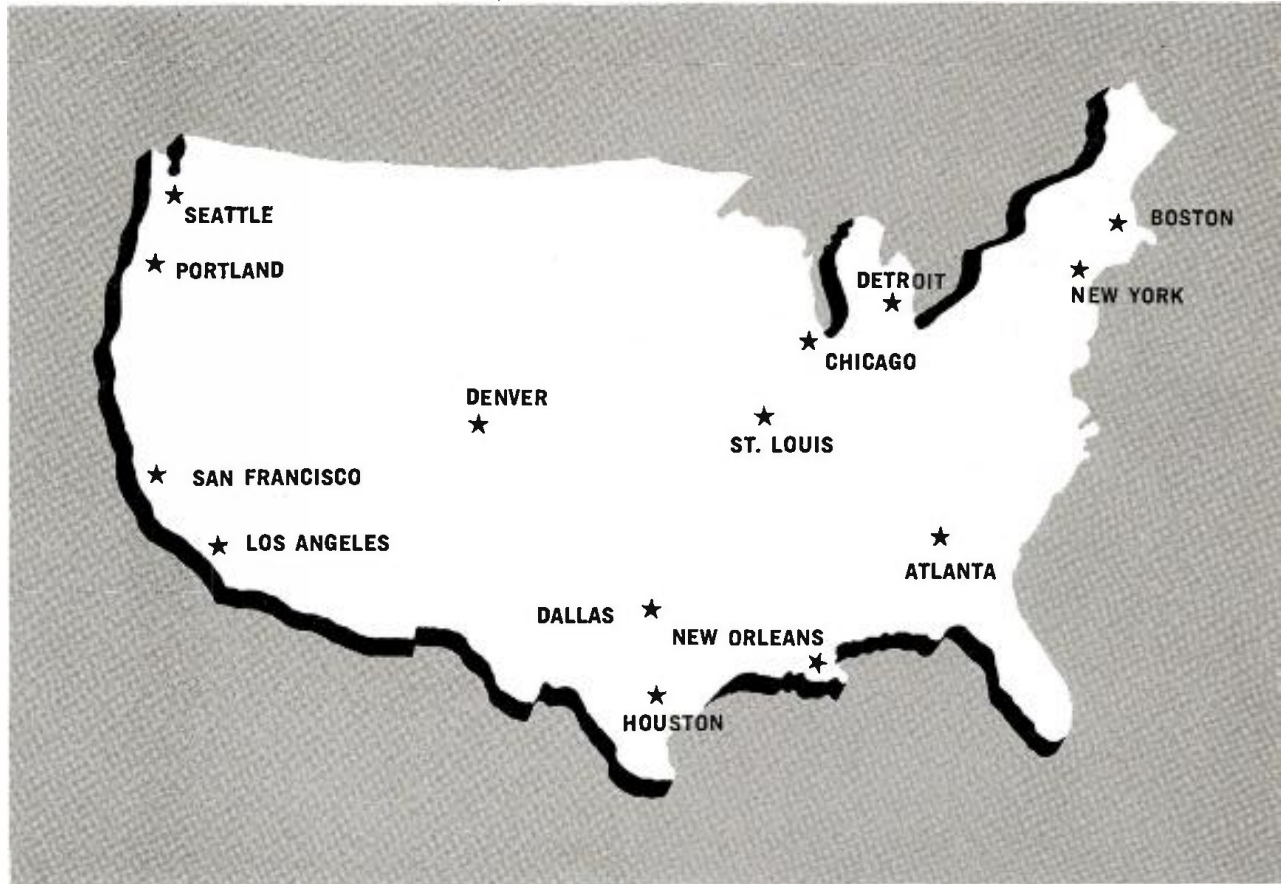 SEATTLE
BOSTON
PORTLAND
DETROIT
NEW YORK
CHICAGO
DENVER
ST. LOUIS
SAN FRANCISCO
LOS ANGELES
ATLANTA
DALLAS
NEW ORLEANS
HOUSTON